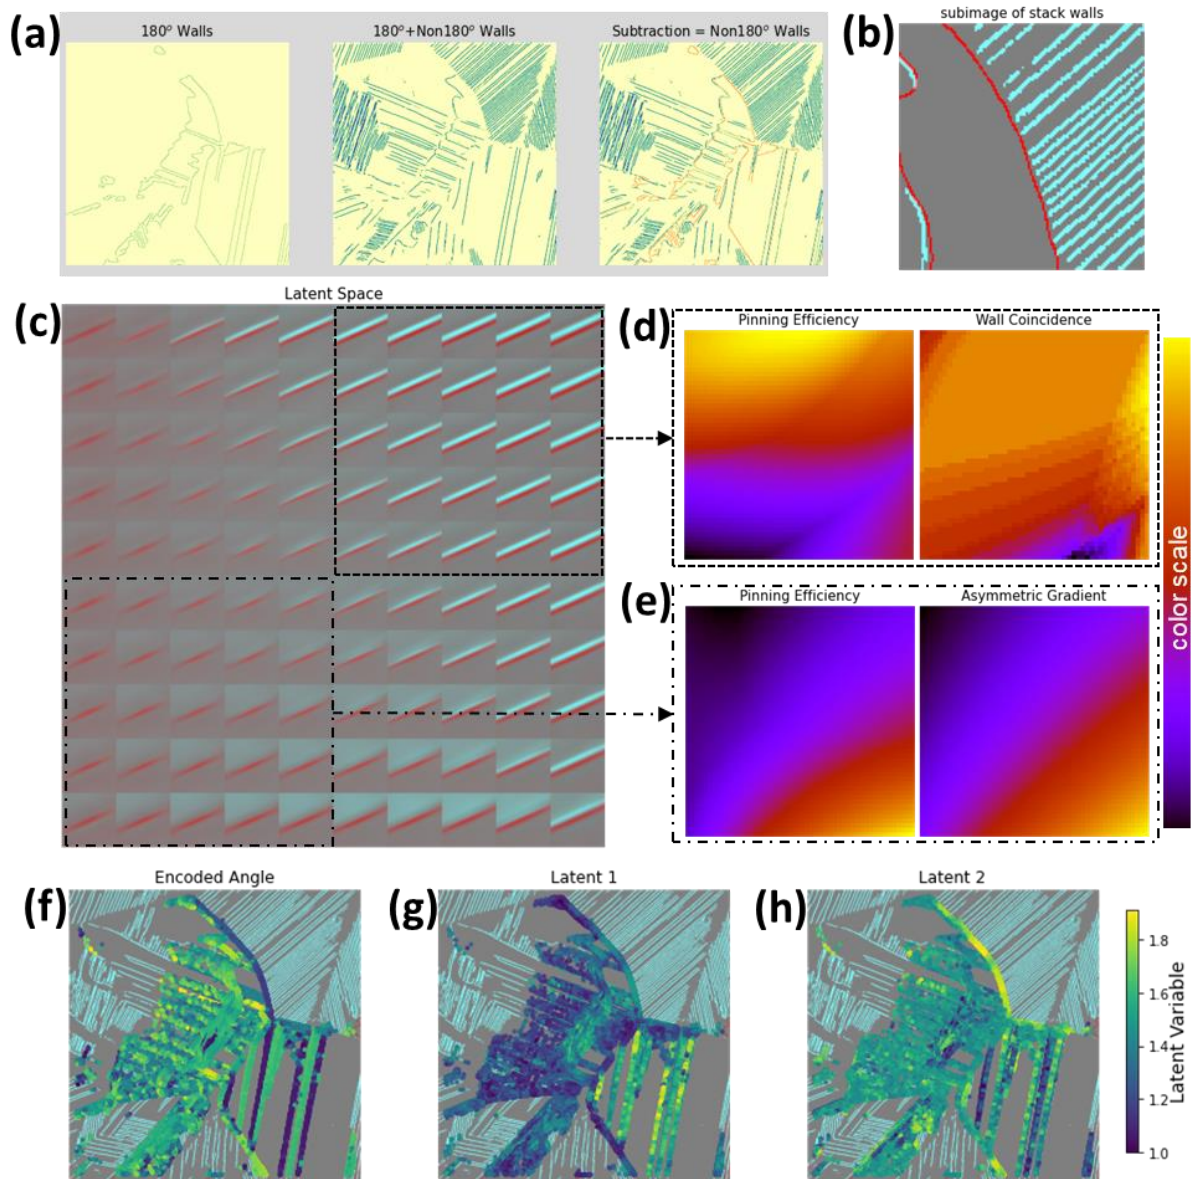 (a)
180° Walls
180°+Non180° Walls
Subtraction = Non180° Walls
(b)
subimage of stack walls
(c)
Latent Space
(d)
Pinning Efficiency
Wall Coincidence
(e)
Pinning Efficiency
Asymmetric Gradient
color scale
(f)
Encoded Angle
(g)
Latent 1
(h)
Latent 2
1.8
1.6
1.4
1.2
1.0
Latent Variable